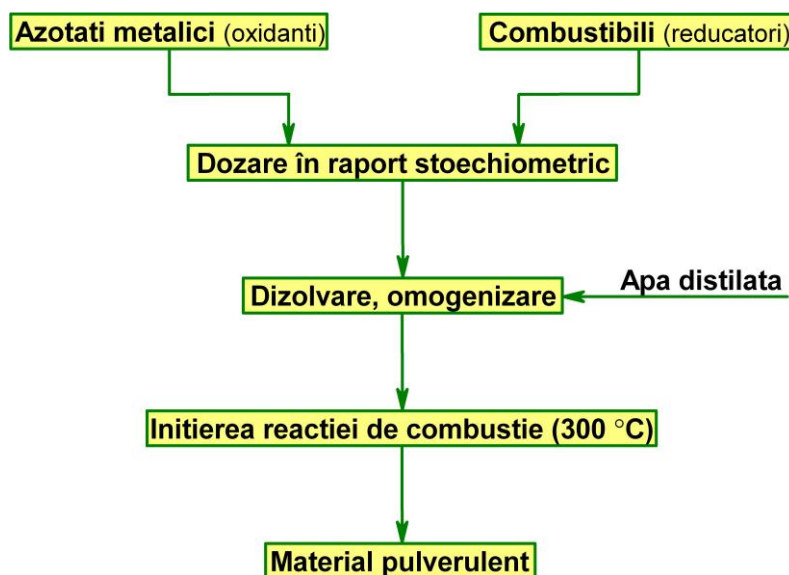 Azotati metalici (oxidanti)
Combustibili (reducatori)
Dozare în raport stoechiometric
Dizolvare, omogenizare
Apa distilata
Initierea reactiei de combustie (300 °C)
Material pulverulent